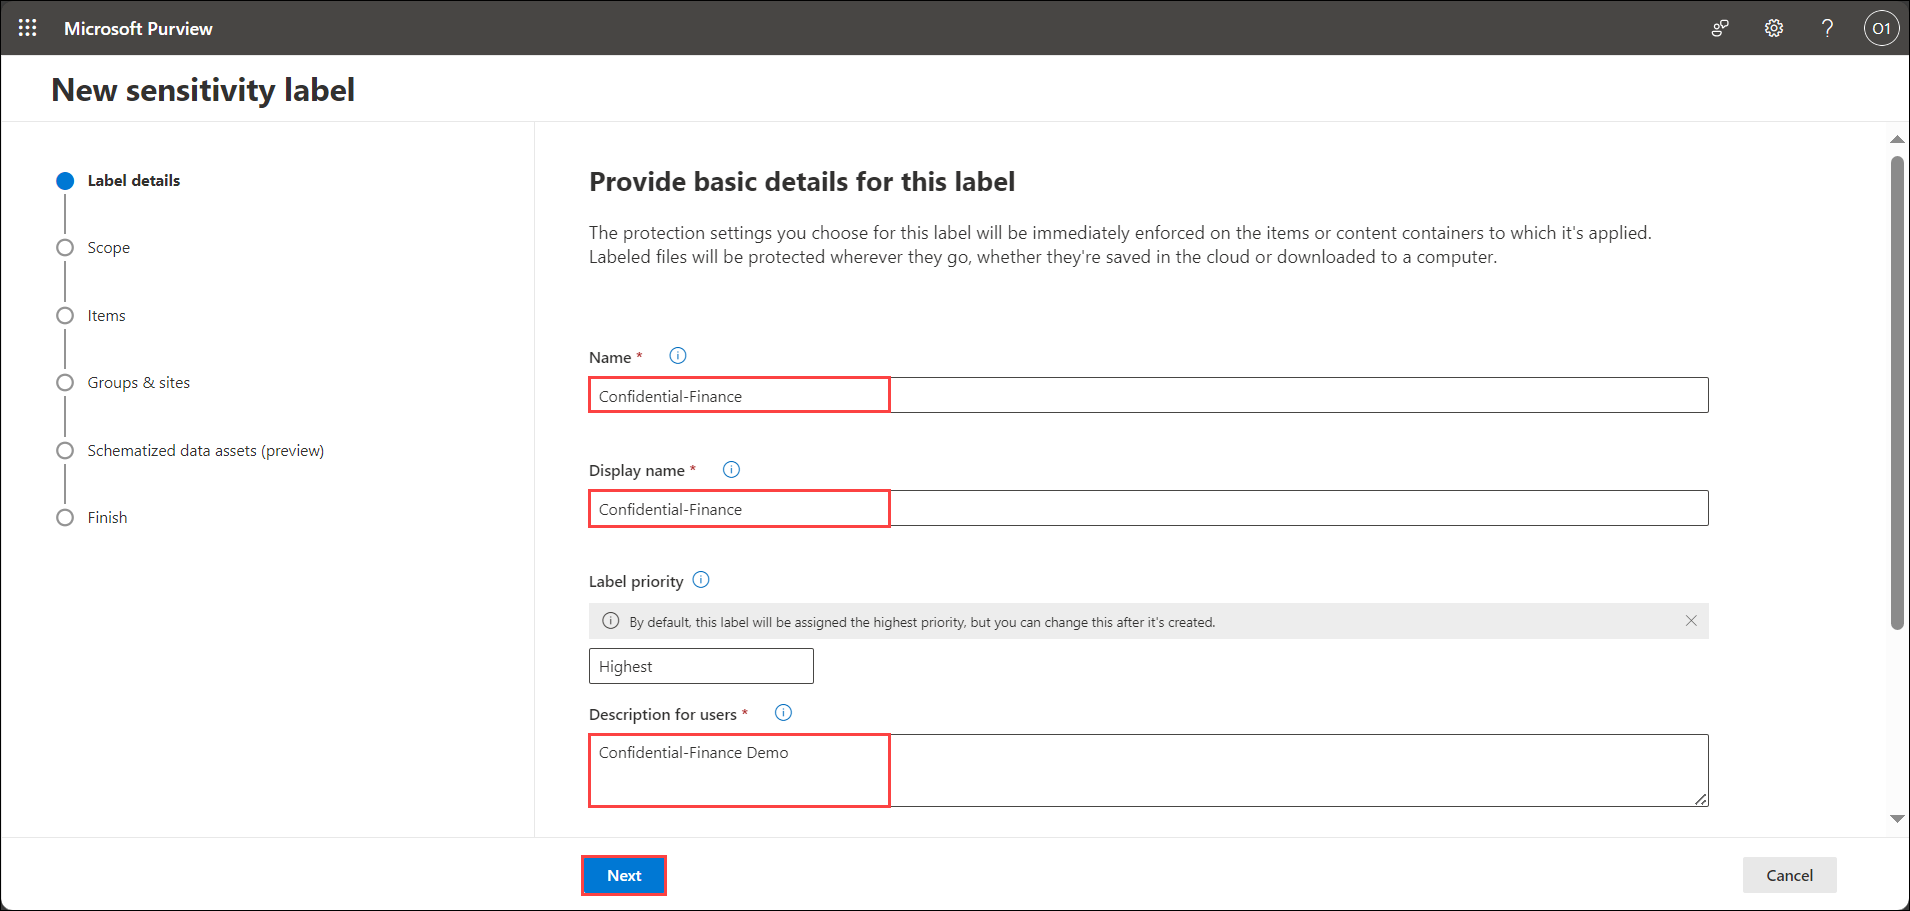 Microsoft Purview
? O1
New sensitivity label
Label details
Scope
Items
Groups & sites
Schematized data assets (preview)
Finish
Provide basic details for this label
The protection settings you choose for this label will be immediately enforced on the items or content containers to which it's applied.
Labeled files will be protected wherever they go, whether they're saved in the cloud or downloaded to a computer.
Name *
Confidential-Finance
Display name *
Confidential-Finance
Label priority
By default, this label will be assigned the highest priority, but you can change this after it's created.
Highest
Description for users *
Confidential-Finance Demo
Next
Cancel